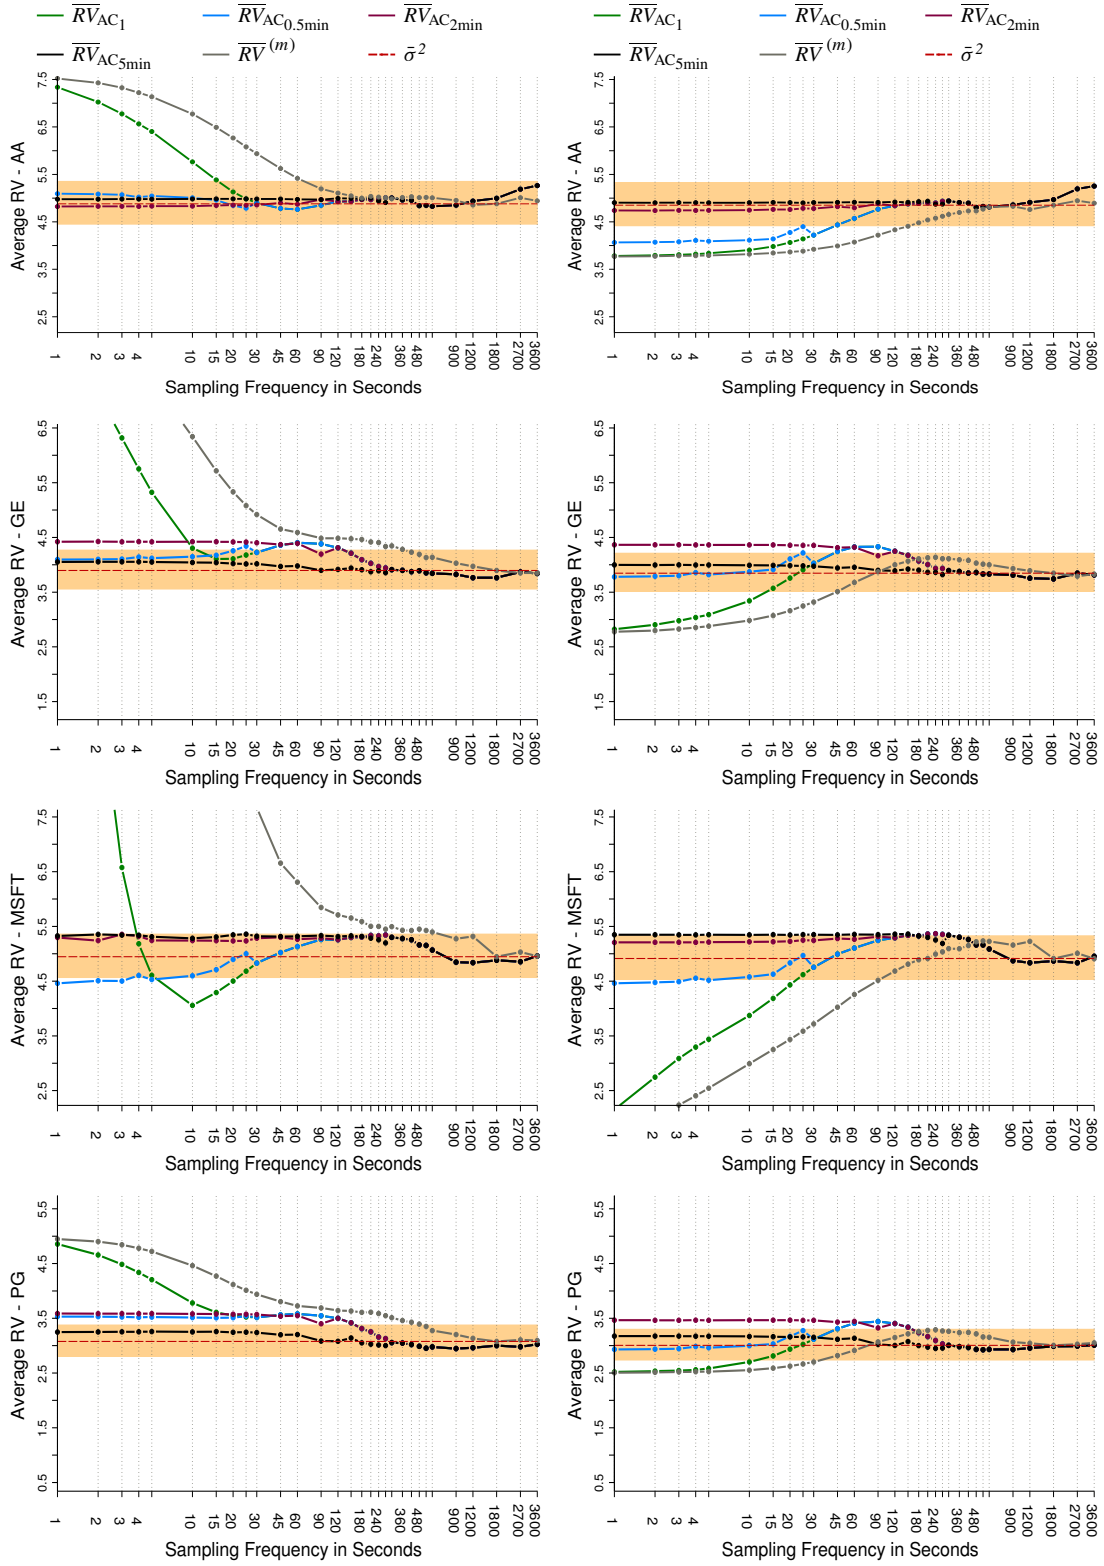 RV AC1 RV AC0.5min RV AC2min RV AC1 RV AC0.5min RV AC2min
RV AC5min RV (m) σ̄ 2 RV AC5min RV (m) σ̄ 2
Average RV - AA
7.5 6.5 5.5 4.5 3.5 2.5
1 2 3 4 10 15 20 30 45 60 90 120 180 240 360 480 900 1200 1800 2700 3600
Sampling Frequency in Seconds
Average RV - AA
7.5 6.5 5.5 4.5 3.5 2.5
1 2 3 4 10 15 20 30 45 60 90 120 180 240 360 480 900 1200 1800 2700 3600
Sampling Frequency in Seconds
Average RV - GE
6.5 5.5 4.5 3.5 2.5 1.5
1 2 3 4 10 15 20 30 45 60 90 120 180 240 360 480 900 1200 1800 2700 3600
Sampling Frequency in Seconds
Average RV - GE
6.5 5.5 4.5 3.5 2.5 1.5
1 2 3 4 10 15 20 30 45 60 90 120 180 240 360 480 900 1200 1800 2700 3600
Sampling Frequency in Seconds
Average RV - MSFT
7.5 6.5 5.5 4.5 3.5 2.5
1 2 3 4 10 15 20 30 45 60 90 120 180 240 360 480 900 1200 1800 2700 3600
Sampling Frequency in Seconds
Average RV - MSFT
7.5 6.5 5.5 4.5 3.5 2.5
1 2 3 4 10 15 20 30 45 60 90 120 180 240 360 480 900 1200 1800 2700 3600
Sampling Frequency in Seconds
Average RV - PG
5.5 4.5 3.5 2.5 1.5 0.5
1 2 3 4 10 15 20 30 45 60 90 120 180 240 360 480 900 1200 1800 2700 3600
Sampling Frequency in Seconds
Average RV - PG
5.5 4.5 3.5 2.5 1.5 0.5
1 2 3 4 10 15 20 30 45 60 90 120 180 240 360 480 900 1200 1800 2700 3600
Sampling Frequency in Seconds